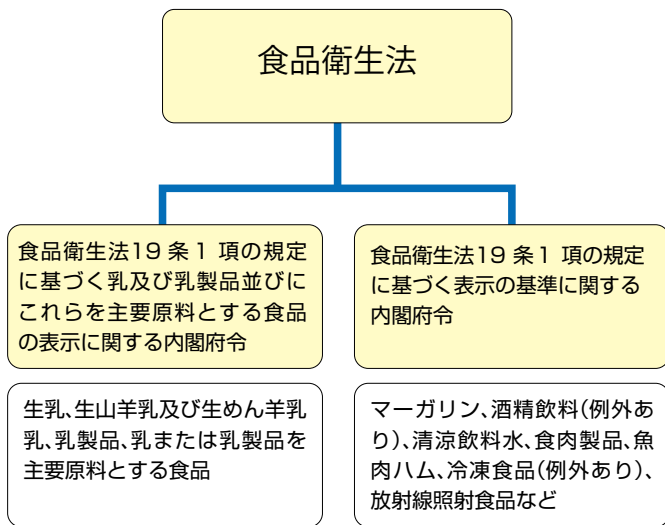 食品衛生法
食品衛生法19 条1 項の規定
に基づく乳及び乳製品並びに
これらを主要原料とする食品
の表示に関する内閣府令
食品衛生法19 条1 項の規定
に基づく表示の基準に関する
内閣府令
生乳、生山羊乳及び生めん羊乳
乳、乳製品、乳または乳製品を
主要原料とする食品
マーガリン、酒精飲料(例外あ
り)、清涼飲料水、食肉製品、魚
肉ハム、冷凍食品(例外あり)、
放射線照射食品など